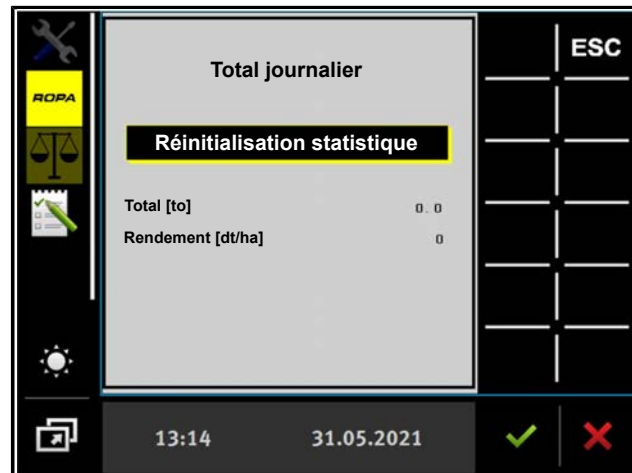 ESC
Total journalier
ROPA
Réinitialisation statistique
Total [to] 0.0
Rendement [dt/ha] 0
13:14 31.05.2021